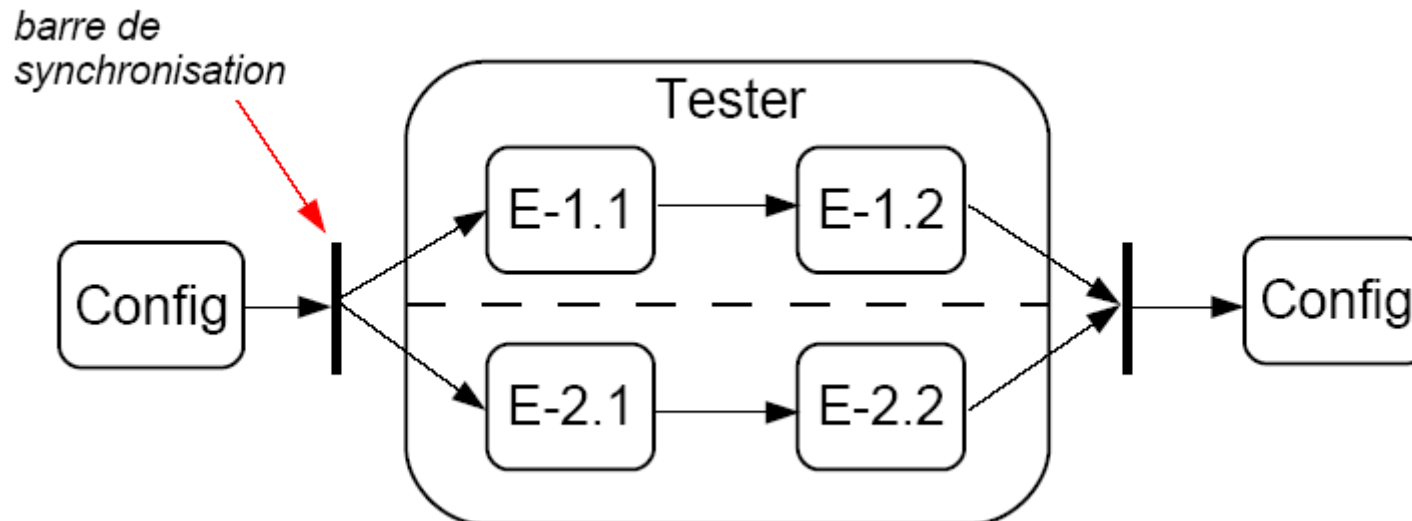 barre de
synchronisation
Tester
E-1.1
E-1.2
Config
Config
E-2.1
E-2.2